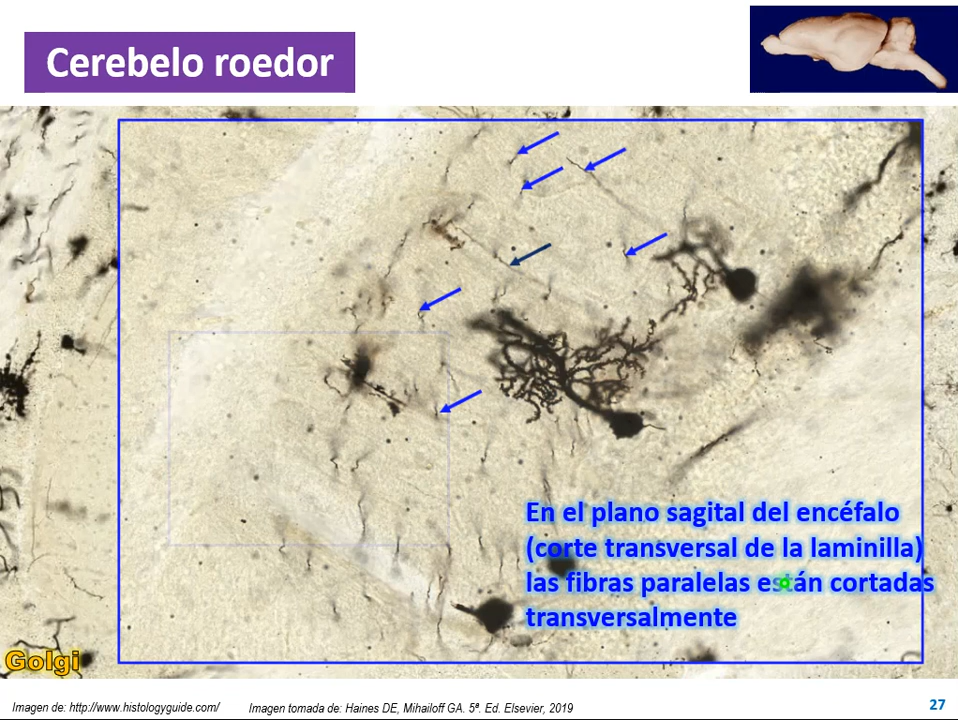 Cerebelo roedor
En el plano sagital del encéfalo
(corte transversal de la laminilla)
las fibras paralelas están cortadas
transversalmente
Golgi
Imagen de: http://www.histologyguide.com/
Imagen tomada de: Haines DE, Mihailoff GA. 5ª. Ed. Elsevier, 2019
27